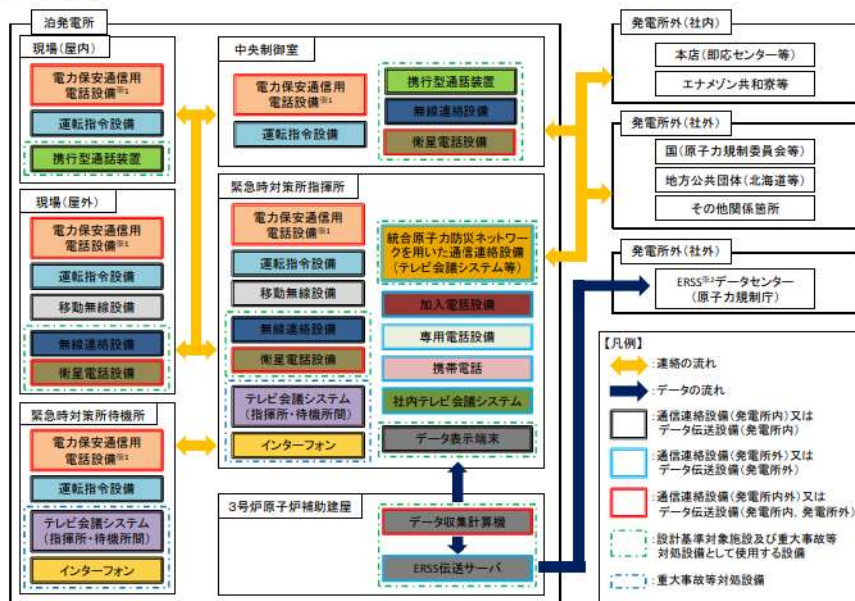 泊発電所
現場(屋内)
電力保安通信用
電話設備※1
運転指令設備
携行型通話装置
現場(屋外)
電力保安通信用
電話設備※1
運転指令設備
移動無線設備
無線連絡設備
衛星電話設備
緊急時対策所待機所
電力保安通信用
電話設備※1
運転指令設備
テレビ会議システム
(指揮所・待機所間)
インターフォン
中央制御室
電力保安通信用
電話設備※1
運転指令設備
携行型通話装置
無線連絡設備
衛星電話設備
緊急時対策所指揮所
電力保安通信用
電話設備※1
運転指令設備
移動無線設備
無線連絡設備
衛星電話設備
テレビ会議システム
(指揮所・待機所間)
インターフォン
統合原子力防災ネットワー
クを用いた通信連絡設備
(テレビ会議システム等)
加入電話設備
専用電話設備
携帯電話
社内テレビ会議システム
データ表示端末
3号炉原子炉補助建屋
データ収集計算機
ERSS伝送サーバ
発電所外(社内)
本店(即応センター等)
エナメゾン共和寮等
発電所外(社外)
国(原子力規制委員会等)
地方公共団体(北海道等)
その他関係箇所
発電所外(社外)
ERSS※2データセンター
(原子力規制庁)
【凡例】
:連絡の流れ
:データの流れ
:通信連絡設備(発電所内)又は
データ伝送設備(発電所内)
:通信連絡設備(発電所外)又は
データ伝送設備(発電所外)
:通信連絡設備(発電所内外)又は
データ伝送設備(発電所内、発電所外)
:設計基準対象施設及び重大事故等
対処設備として使用する設備
:重大事故等対処設備